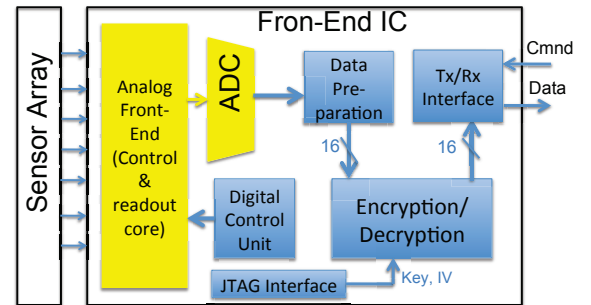 Fron-End IC
Sensor Array
Analog
Front-
End
(Control
&
readout
core)
ADC
Data
Pre-
paration
Tx/Rx
Interface
Cmnd
Data
16
16
Digital
Control
Unit
Encryption/
Decryption
JTAG Interface
Key, IV